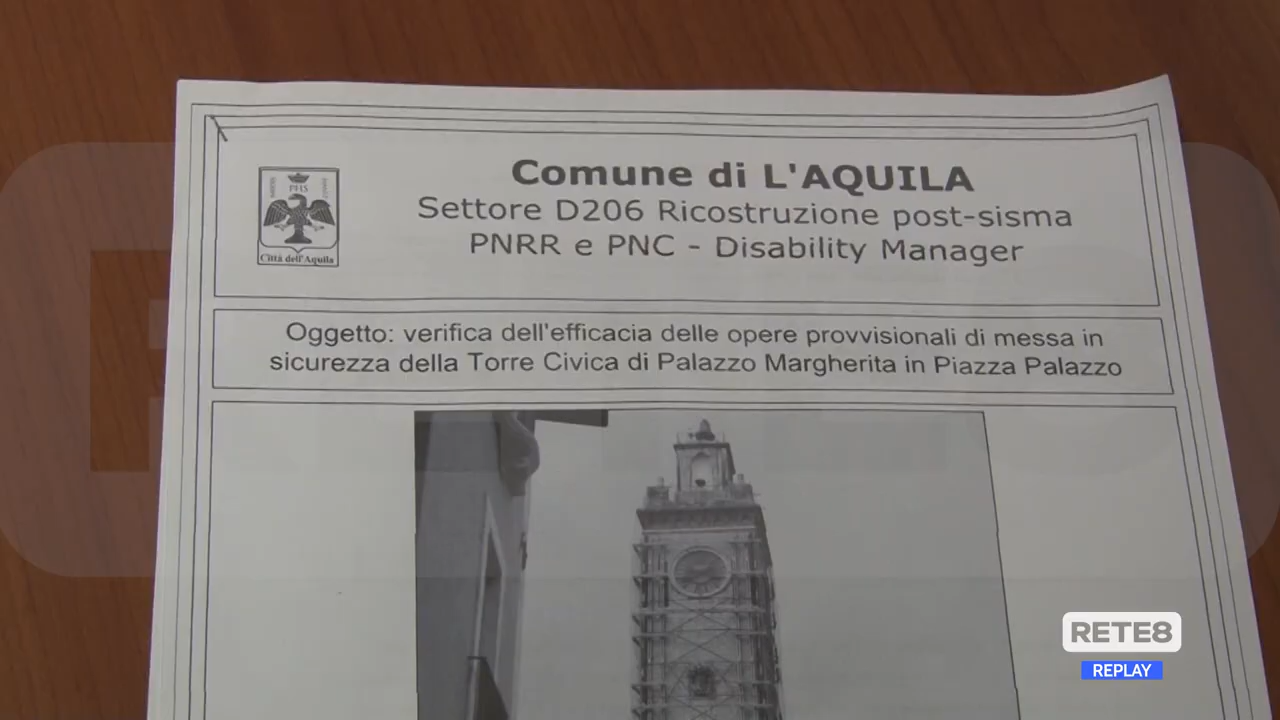 Comune di L'AQUILA
Settore D206 Ricostruzione post-sisma
PNRR e PNC - Disability Manager
PHS
Città dell'Aquila
Oggetto: verifica dell'efficacia delle opere provvisionali di messa in
sicurezza della Torre Civica di Palazzo Margherita in Piazza Palazzo
RETE8
REPLAY